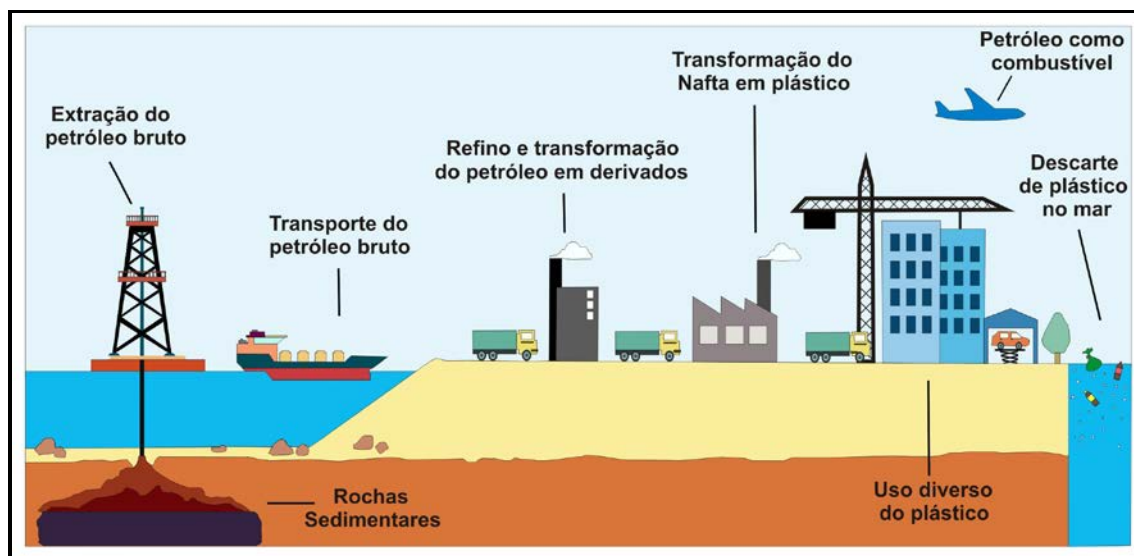 Extração do
petróleo bruto
Transporte do
petróleo bruto
Refino e transformação
do petróleo em derivados
Transformação do
Nafta em plástico
Petróleo como
combustível
Descarte
de plástico
no mar
Rochas
Sedimentares
Uso diverso
do plástico